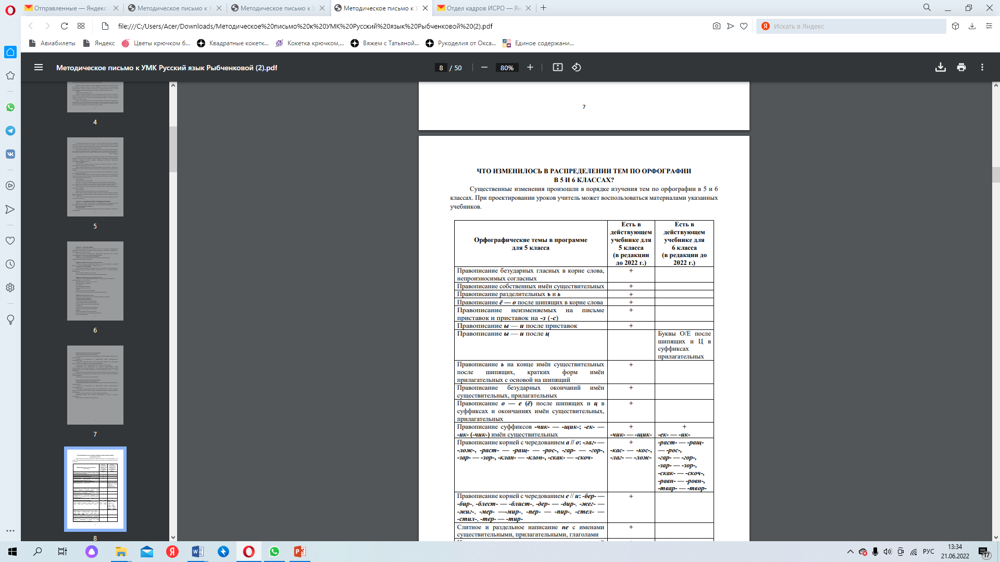 Отправленные — Яндекс
Методическое письмо к У
Методическое письмо к У
Методическое письмо к У
Отдел кадров ИСРО — Ян
file:///C:/Users/Acer/Downloads/Методическое%20письмо%20к%20УМК%20Русский%20язык%20Рыбченковой%20(2).pdf
Искать в Яндекс
Авиабилеты
Яндекс
Цветы крючком б...
Квадратные кокетк...
Кокетка крючком,...
Вяжем с Татьяной...
Рукоделия от Окса...
Единое содержани...
Методическое письмо к УМК Русский язык Рыбченковой (2).pdf
8 / 50
80%
4
5
6
7
8
7
ЧТО ИЗМЕНИЛОСЬ В РАСПРЕДЕЛЕНИИ ТЕМ ПО ОРФОГРАФИИ
В 5 И 6 КЛАССАХ?
Существенные изменения произошли в порядке изучения тем по орфографии в 5 и 6
классах. При проектировании уроков учитель может воспользоваться материалами указанных
учебников.
Орфографические темы в программе
для 5 класса
Есть в
действующем
учебнике для
5 класса
(в редакции
до 2022 г.)
Есть в
действующем
учебнике для
6 класса
(в редакции до
2022 г.)
Правописание безударных гласных в корне слова,
непроизносимых согласных
+
Правописание собственных имён существительных
+
Правописание разделительных ъ и ь
+
Правописание ё — о после шипящих в корне слова
+
Правописание неизменяемых на письме
приставок и приставок на -з (-с)
+
Правописание ы — и после приставок
+
Правописание ы — и после ц
Буквы О/Е после
шипящих и Ц в
суффиксах
прилагательных
Правописание ь на конце имён существительных
после шипящих, кратких форм имён
прилагательных с основой на шипящий
+
Правописание безударных окончаний имён
существительных, прилагательных
+
Правописание о — е (ё) после шипящих и ц в
суффиксах и окончаниях имён существительных,
прилагательных
+
Правописание суффиксов -чик- — -щик-; -ек- —
-ик- (-чик-) имён существительных
+
-чик- — -щик-
+
-ек- — -ик-
Правописание корней с чередованием а // о: -лаг- —
-лож-, -раст- — -ращ- — -рос-, -гар- — -гор-,
-зар- — -зор-, -клан- — -клон-, -скак- — -скоч-
+
-кас- — -кос-,
-лаг- — -лож-
-раст- — -ращ-
— -рос-,
-гар- — -гор-,
-зар- — -зор-,
-скак- — -скоч-,
-равн- — -ровн-,
-твар- — -твор-
Правописание корней с чередованием е // и: -бер- —
-бир-, -блест- — -блист-, -дер- — -дир-, -жег- —
-жиг-, -мер- —-мир-, -пер- — -пир-, -стел- —
-стил-, -тер- — -тир-
+
Слитное и раздельное написание не с именами
существительными, прилагательными, глаголами
+
РУС
13:34
21.06.2022
17